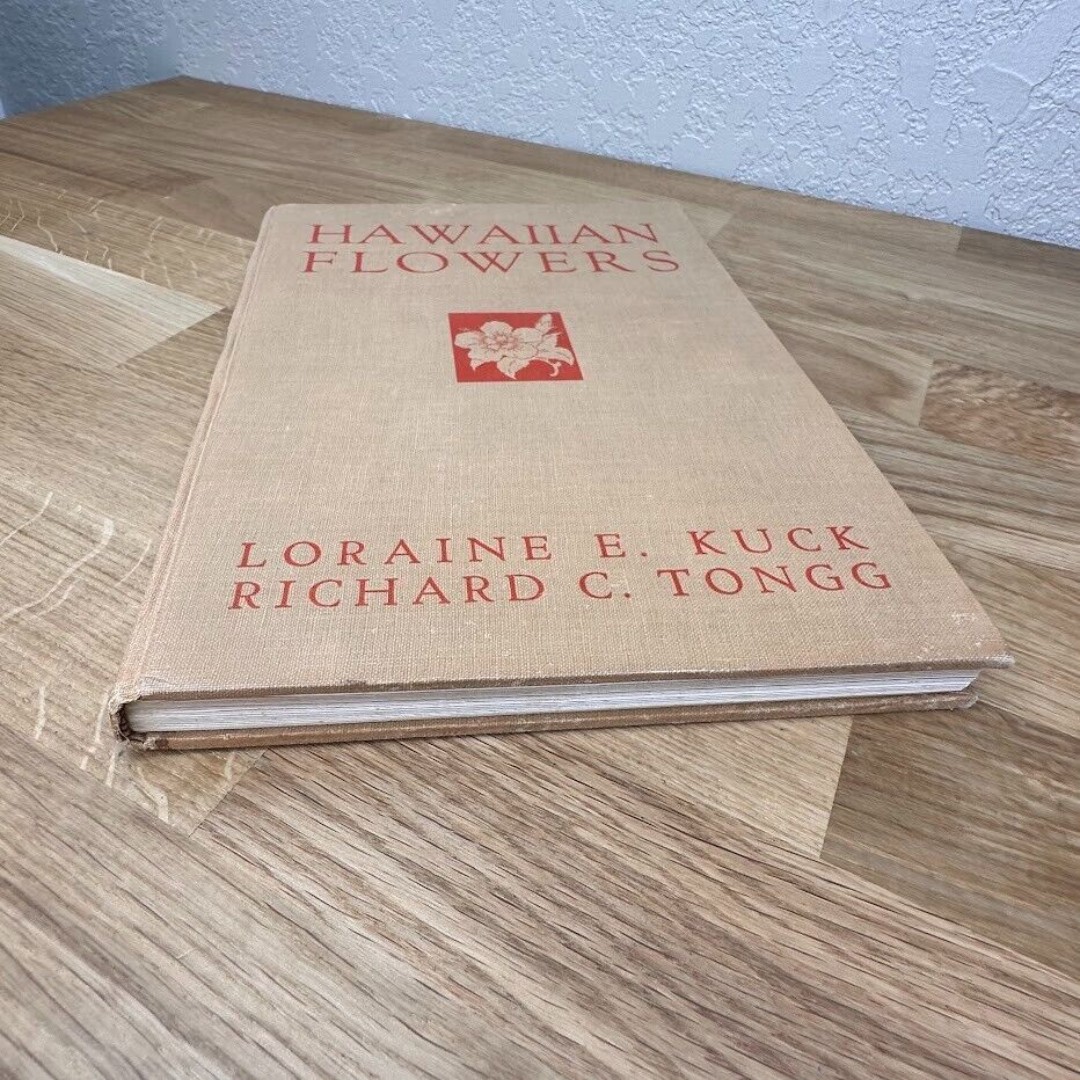 HAWAIIAN
FLOWERS
LORAINE E. KUCK
RICHARD C. TONGG